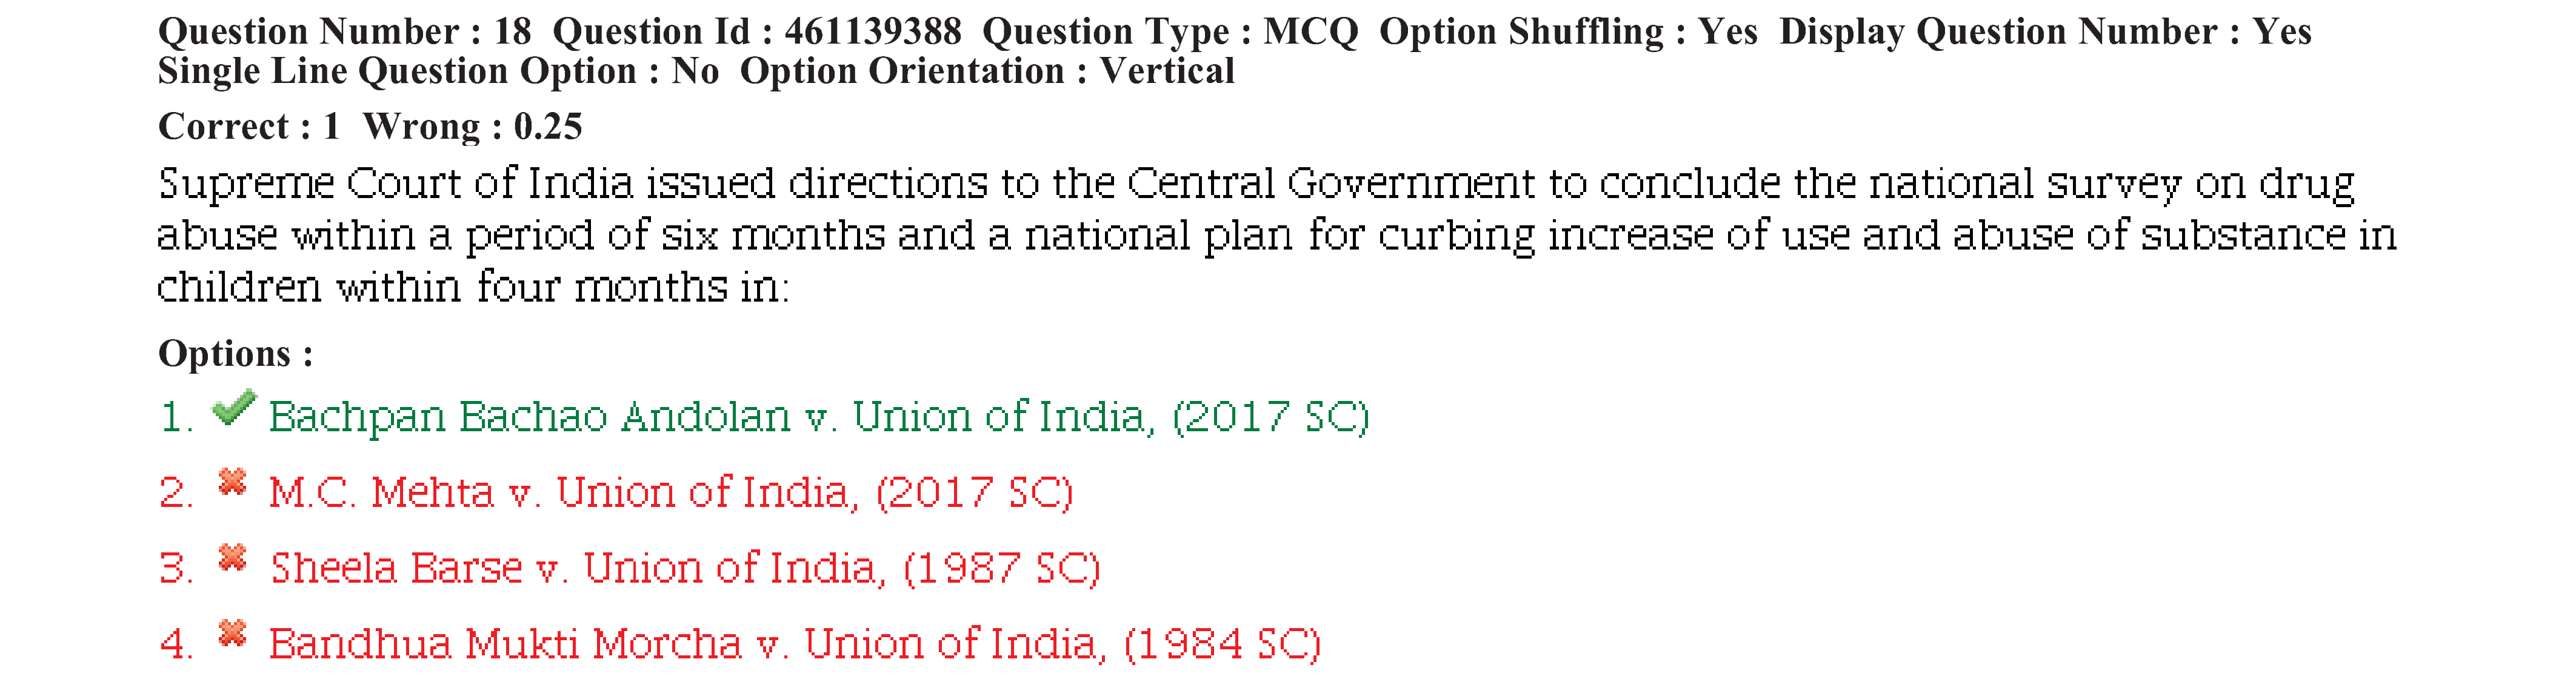 Question Number : 18 Question Id : 461139388 Question Type : MCQ Option Shuffling : Yes Display Question Number : Yes
Single Line Question Option : No Option Orientation : Vertical
Correct : 1 Wrong : 0.25
Supreme Court of India issued directions to the Central Government to conclude the national survey on drug
abuse within a period of six months and a national plan for curbing increase of use and abuse of substance in
children within four months in:
Options :
1. Bachpan Bachao Andolan v. Union of India, (2017 SC)
2. M.C. Mehta v. Union of India, (2017 SC)
3. Sheela Barse v. Union of India, (1987 SC)
4. Bandhua Mukti Morcha v. Union of India, (1984 SC)